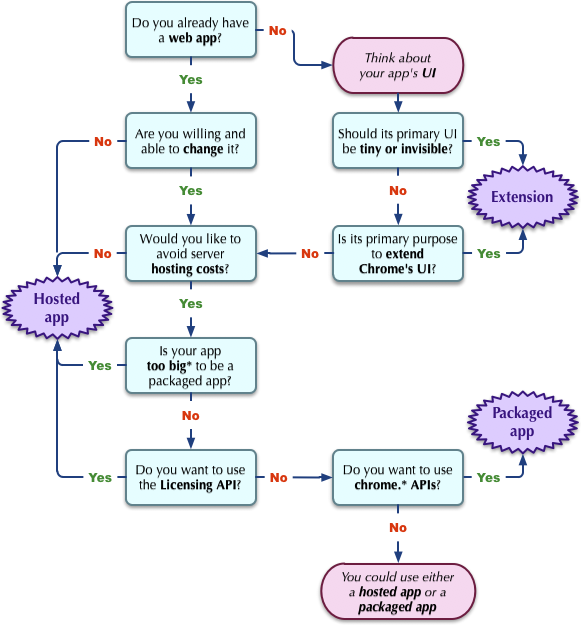 Do you already have
a web app?
No
Think about
your app's UI
Yes
Are you willing and
able to change it?
No
Should its primary UI
be tiny or invisible?
Yes
Extension
Yes
No
Would you like to
avoid server
hosting costs?
No
No
Is its primary purpose
to extend
Chrome's UI?
Yes
Hosted
app
Yes
Is your app
too big* to be a
packaged app?
Yes
No
Packaged
app
Do you want to use
the Licensing API?
Yes
No
Do you want to use
chrome.* APIs?
Yes
No
You could use either
a hosted app or a
packaged app